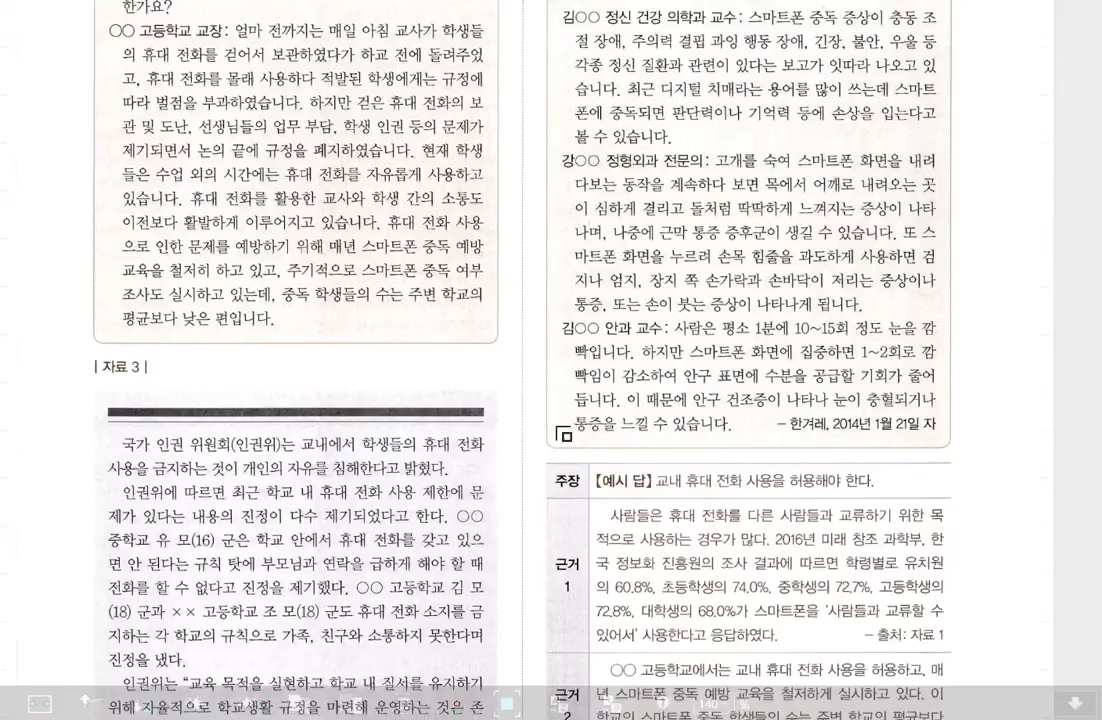 한가요?
○○ 고등학교 교장: 얼마 전까지는 매일 아침 교사가 학생들
의 휴대 전화를 걷어서 보관하였다가 하교 전에 돌려주었
고, 휴대 전화를 몰래 사용하다 적발된 학생에게는 규정에
따라 벌점을 부과하였습니다. 하지만 걷은 휴대 전화의 보
관 및 도난, 선생님들의 업무 부담, 학생 인권 등의 문제가
제기되면서 논의 끝에 규정을 폐지하였습니다. 현재 학생
들은 수업 외의 시간에는 휴대 전화를 자유롭게 사용하고
있습니다. 휴대 전화를 활용한 교사와 학생 간의 소통도
이전보다 활발하게 이루어지고 있습니다. 휴대 전화 사용
으로 인한 문제를 예방하기 위해 매년 스마트폰 중독 예방
교육을 철저히 하고 있고, 주기적으로 스마트폰 중독 여부
조사도 실시하고 있는데, 중독 학생들의 수는 주변 학교의
평균보다 낮은 편입니다.
| 자료 3 |
국가 인권 위원회(인권위)는 교내에서 학생들의 휴대 전화
사용을 금지하는 것이 개인의 자유를 침해한다고 밝혔다.
인권위에 따르면 최근 학교 내 휴대 전화 사용 제한에 문
제가 있다는 내용의 진정이 다수 제기되었다고 한다. ○○
중학교 유 모(16) 군은 학교 안에서 휴대 전화를 갖고 있으
면 안 된다는 규칙 탓에 부모님과 연락을 급하게 해야 할 때
전화를 할 수 없다고 진정을 제기했다. ○○ 고등학교 김 모
(18) 군과 ×× 고등학교 조 모(18) 군도 휴대 전화 소지를 금
지하는 각 학교의 규칙으로 가족, 친구와 소통하지 못한다며
진정을 냈다.
인권위는 “교육 목적을 실현하고 학교 내 질서를 유지하기
위해 자율적으로 학교생활 규정을 마련해 운영하는 것은 존
김○○ 정신 건강 의학과 교수: 스마트폰 중독 증상이 충동 조
절 장애, 주의력 결핍 과잉 행동 장애, 긴장, 불안, 우울 등
각종 정신 질환과 관련이 있다는 보고가 잇따라 나오고 있
습니다. 최근 디지털 치매라는 용어를 많이 쓰는데 스마트
폰에 중독되면 판단력이나 기억력 등에 손상을 입는다고
볼 수 있습니다.
강○○ 정형외과 전문의: 고개를 숙여 스마트폰 화면을 내려
다보는 동작을 계속하다 보면 목에서 어깨로 내려오는 곳
이 심하게 결리고 돌처럼 딱딱하게 느껴지는 증상이 나타
나며, 나중에 근막 통증 증후군이 생길 수 있습니다. 또 스
마트폰 화면을 누르려 손목 힘줄을 과도하게 사용하면 검
지나 엄지, 장지 쪽 손가락과 손바닥이 저리는 증상이나
통증, 또는 손이 붓는 증상이 나타나게 됩니다.
김○○ 안과 교수: 사람은 평소 1분에 10~15회 정도 눈을 깜
빡입니다. 하지만 스마트폰 화면에 집중하면 1~2회로 깜
빡임이 감소하여 안구 표면에 수분을 공급할 기회가 줄어
듭니다. 이 때문에 안구 건조증이 나타나 눈이 충혈되거나
통증을 느낄 수 있습니다. – 한겨레, 2014년 1월 21일 자
주장 【예시 답】 교내 휴대 전화 사용을 허용해야 한다.
근거
1
사람들은 휴대 전화를 다른 사람들과 교류하기 위한 목
적으로 사용하는 경우가 많다. 2016년 미래 창조 과학부, 한
국 정보화 진흥원의 조사 결과에 따르면 학령별로 유치원
의 60.8%, 초등학생의 74.0%, 중학생의 72.7%, 고등학생의
72.8%, 대학생의 68.0%가 스마트폰을 ‘사람들과 교류할 수
있어서’ 사용한다고 응답하였다. – 출처: 자료 1
근거
2
○○ 고등학교에서는 교내 휴대 전화 사용을 허용하고, 매
년 스마트폰 중독 예방 교육을 철저하게 실시하고 있다. 이
학교의 스마트폰 중독 학생들의 수는 주변 학교의 평균보다
140 %